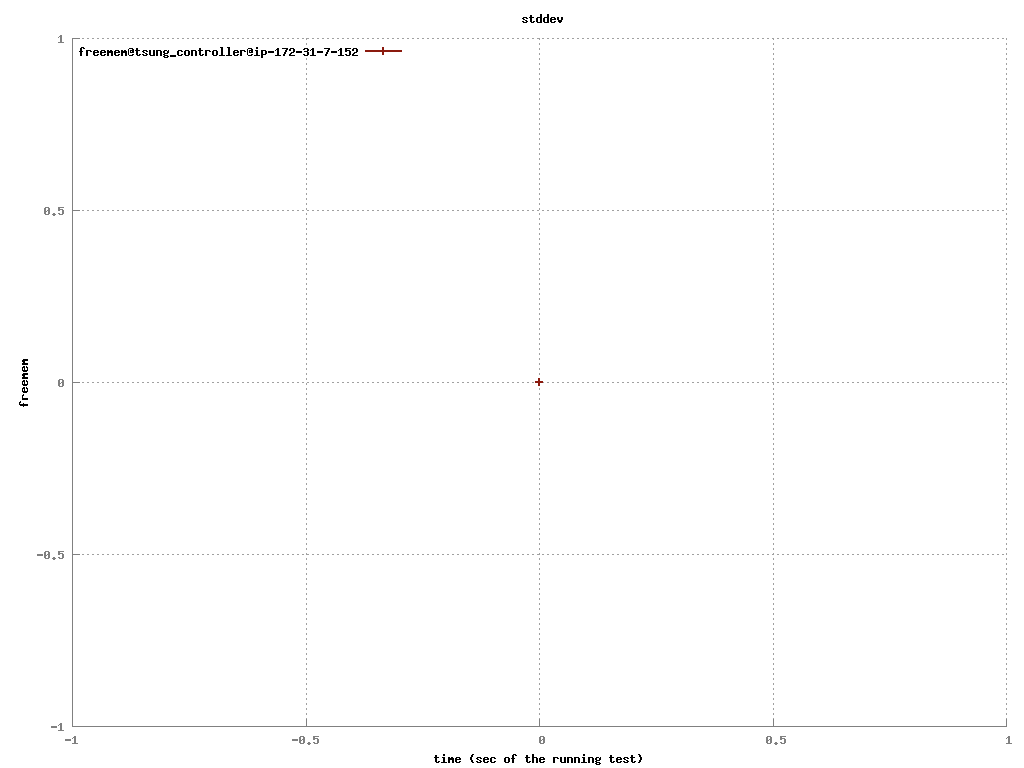 stddev
1
freemem@tsung_controller@ip-172-31-7-152
0.5
freemem
0
-0.5
-1
-1 -0.5 0 0.5 1
time (sec of the running test)